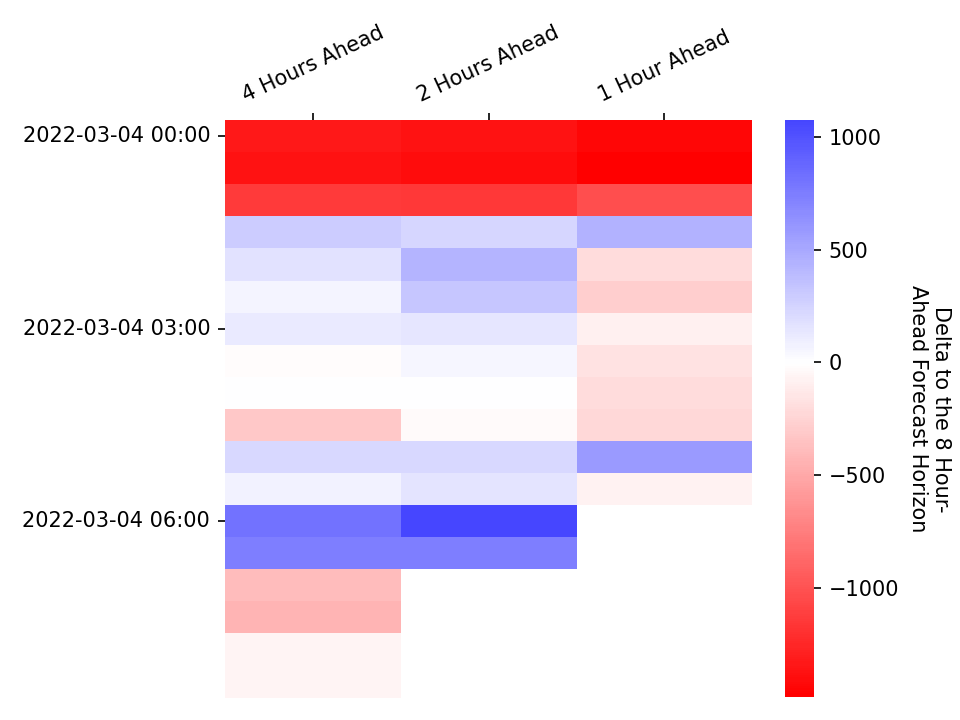 4 Hours Ahead
2 Hours Ahead
1 Hour Ahead
2022-03-04 00:00
2022-03-04 03:00
2022-03-04 06:00
1000
500
0
−500
−1000
Delta to the 8 Hour-
Ahead Forecast Horizon